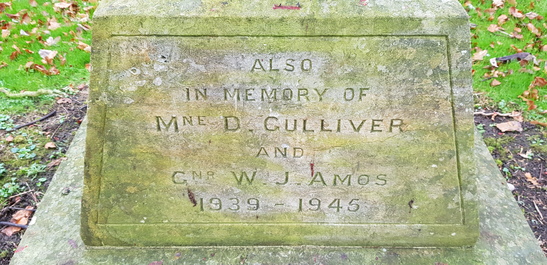 ALSO
IN MEMORY OF
MNE D. GULLIVER
AND
GNR W. J. AMOS
1939 - 1945